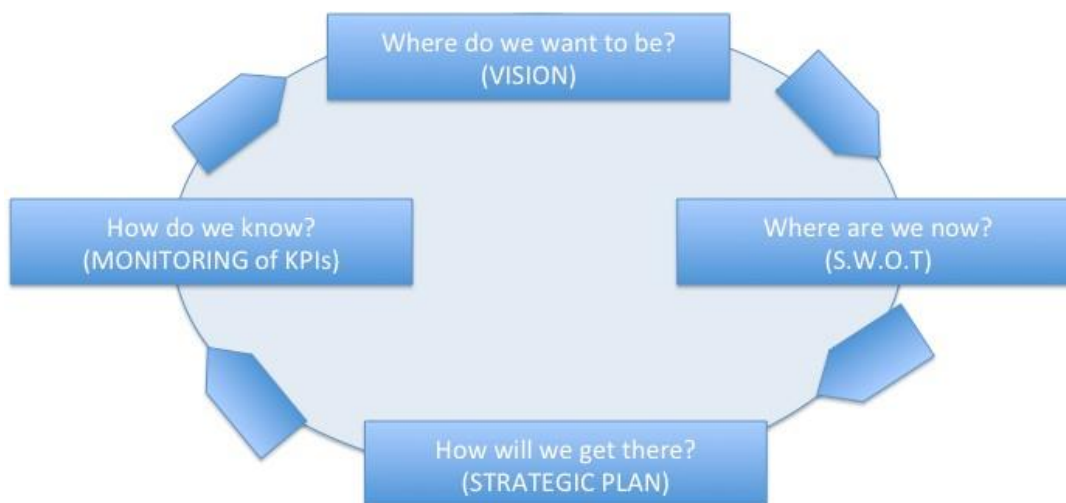 Where do we want to be?
(VISION)
Where are we now?
(S.W.O.T)
How will we get there?
(STRATEGIC PLAN)
How do we know?
(MONITORING of KPIs)